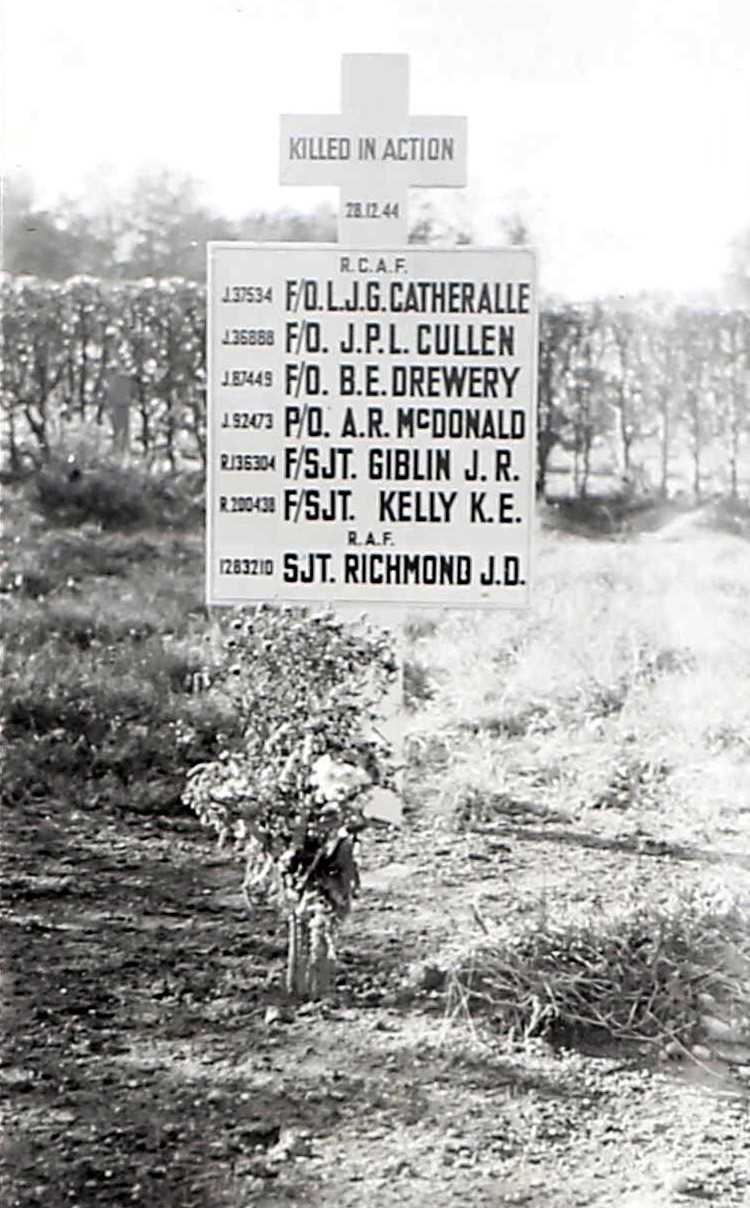 KILLED IN ACTION
28.12.44
R.C.A.F.
J.37534 F/O. L.J.G. CATHERALLE
J.36888 F/O. J.P.L. CULLEN
J.87449 F/O. B.E. DREWERY
J.92473 P/O. A.R. McDONALD
R.136304 F/SJT. GIBLIN J.R.
R.200438 F/SJT. KELLY K.E.
R.A.F.
1283210 SJT. RICHMOND J.D.